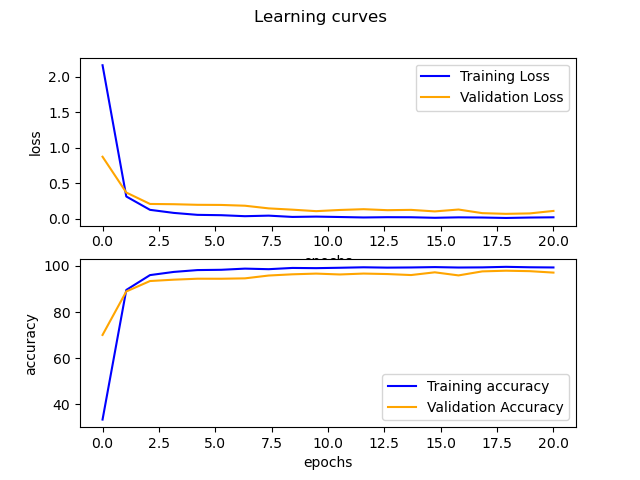 Learning curves
2.0
1.5
1.0
0.5
0.0
loss
Training Loss
Validation Loss
0.0 2.5 5.0 7.5 10.0 12.5 15.0 17.5 20.0
epochs
100
80
60
40
accuracy
Training accuracy
Validation Accuracy
0.0 2.5 5.0 7.5 10.0 12.5 15.0 17.5 20.0
epochs